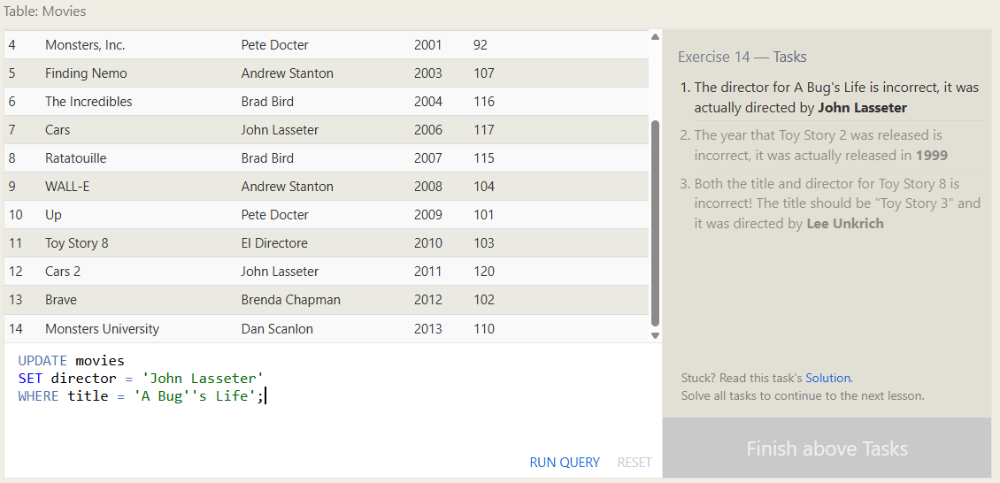 Table: Movies
4 Monsters, Inc. Pete Docter 2001 92
5 Finding Nemo Andrew Stanton 2003 107
6 The Incredibles Brad Bird 2004 116
7 Cars John Lasseter 2006 117
8 Ratatouille Brad Bird 2007 115
9 WALL-E Andrew Stanton 2008 104
10 Up Pete Docter 2009 101
11 Toy Story 8 El Directore 2010 103
12 Cars 2 John Lasseter 2011 120
13 Brave Brenda Chapman 2012 102
14 Monsters University Dan Scanlon 2013 110
UPDATE movies
SET director = 'John Lasseter'
WHERE title = 'A Bug''s Life';
RUN QUERY RESET
Exercise 14 — Tasks
1. The director for A Bug's Life is incorrect, it was
actually directed by John Lasseter
2. The year that Toy Story 2 was released is
incorrect, it was actually released in 1999
3. Both the title and director for Toy Story 8 is
incorrect! The title should be "Toy Story 3" and
it was directed by Lee Unkrich
Stuck? Read this task's Solution.
Solve all tasks to continue to the next lesson.
Finish above Tasks